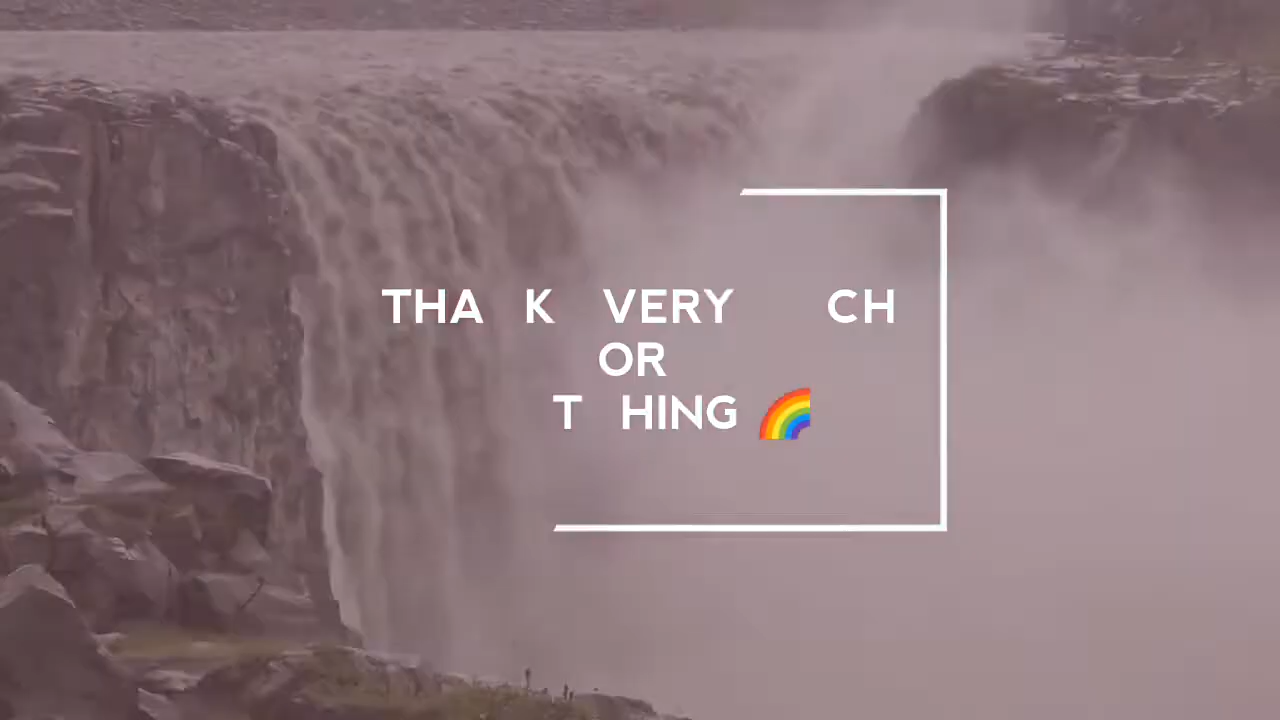 THA K VERY CH
OR
T HING 🌈